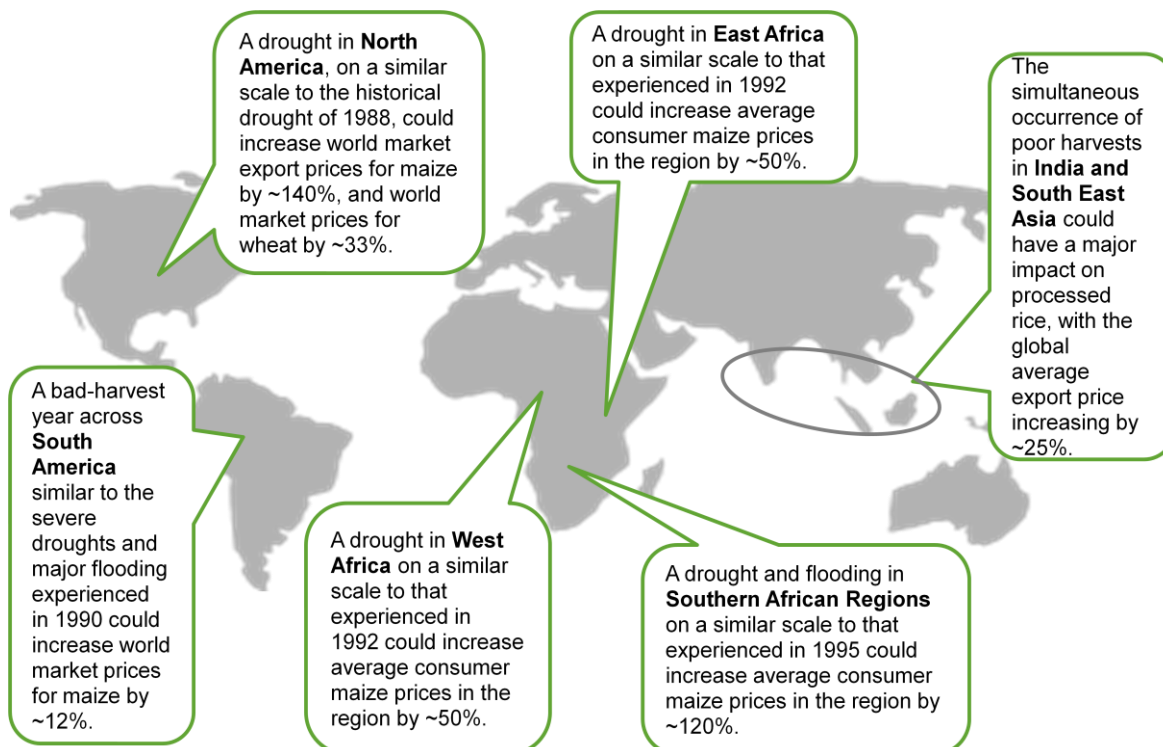 A drought in North
America, on a similar
scale to the historical
drought of 1988, could
increase world market
export prices for maize
by ~140%, and world
market prices for
wheat by ~33%.
A drought in East Africa
on a similar scale to that
experienced in 1992
could increase average
consumer maize prices
in the region by ~50%.
The
simultaneous
occurrence of
poor harvests
in India and
South East
Asia could
have a major
impact on
processed
rice, with the
global
average
export price
increasing by
~25%.
A bad-harvest
year across
South
America
similar to the
severe
droughts and
major flooding
experienced
in 1990 could
increase world
market prices
for maize by
~12%.
A drought in West
Africa on a similar
scale to that
experienced in
1992 could increase
average consumer
maize prices in the
region by ~50%.
A drought and flooding in
Southern African Regions
on a similar scale to that
experienced in 1995 could
increase average consumer
maize prices in the region by
~120%.